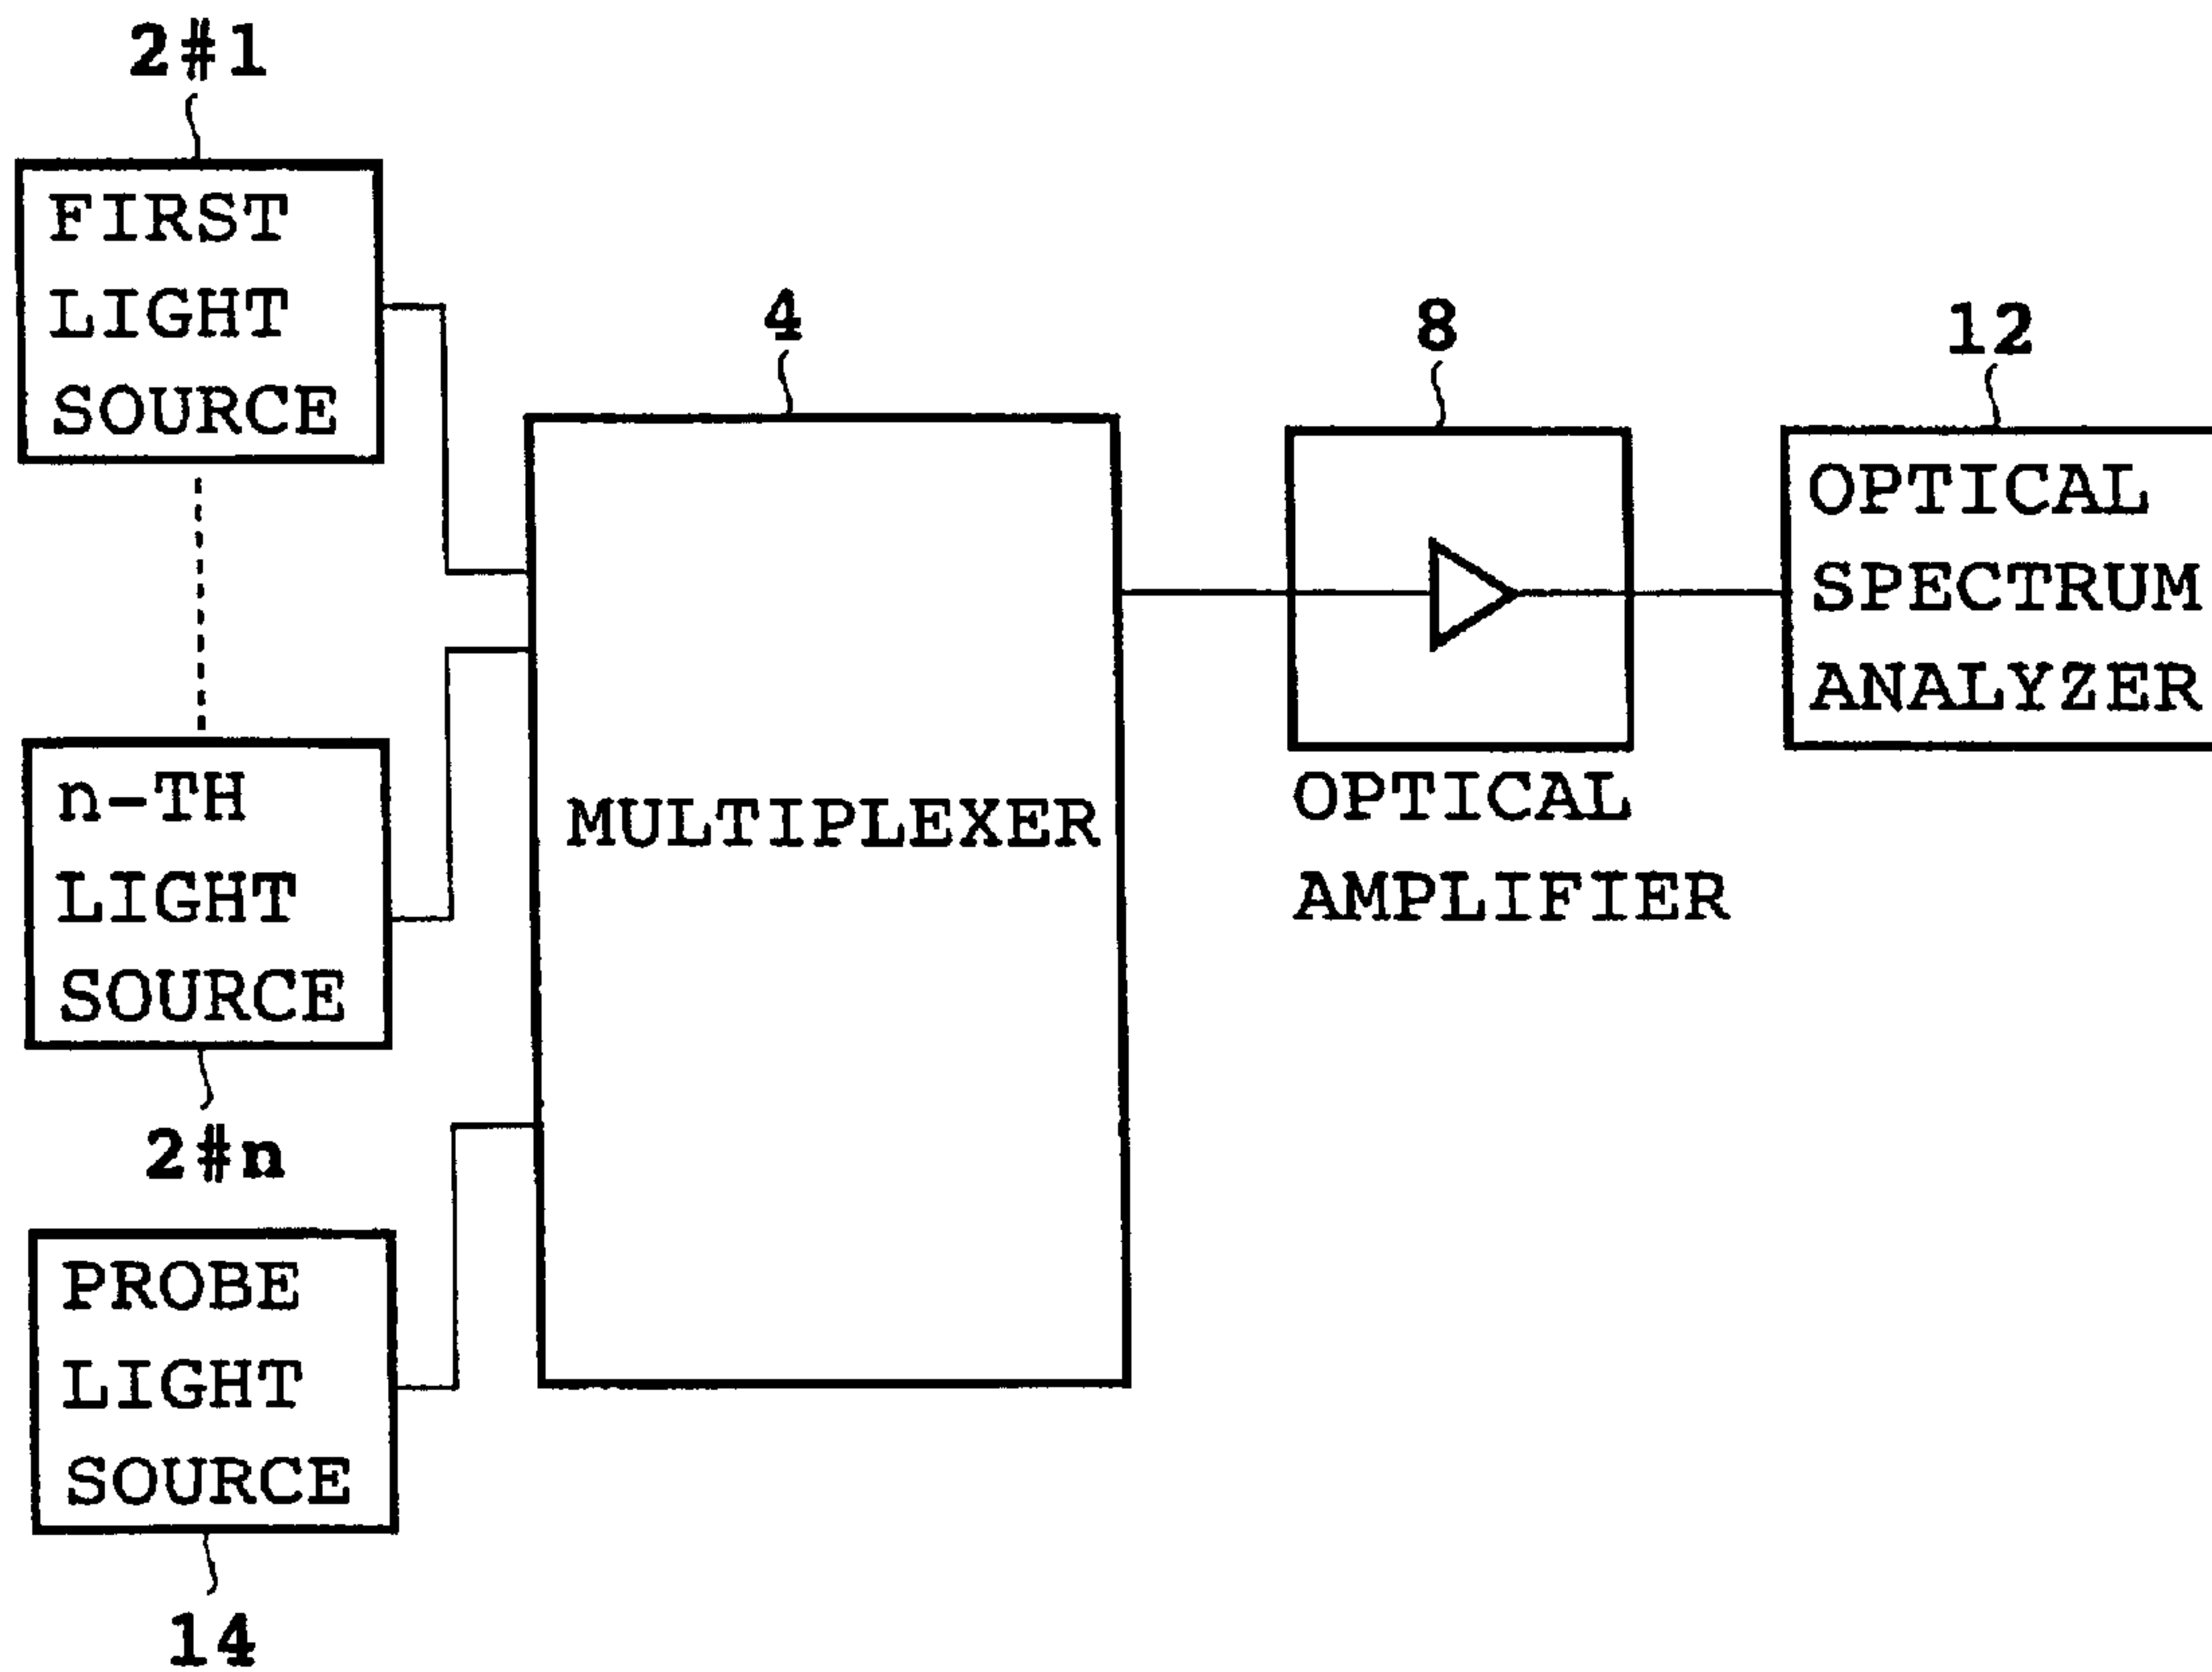 2#1
FIRST
LIGHT
SOURCE
n-TH
LIGHT
SOURCE
2#n
PROBE
LIGHT
SOURCE
14
4
MULTIPLEXER
8
OPTICAL
AMPLIFIER
12
OPTICAL
SPECTRUM
ANALYZER